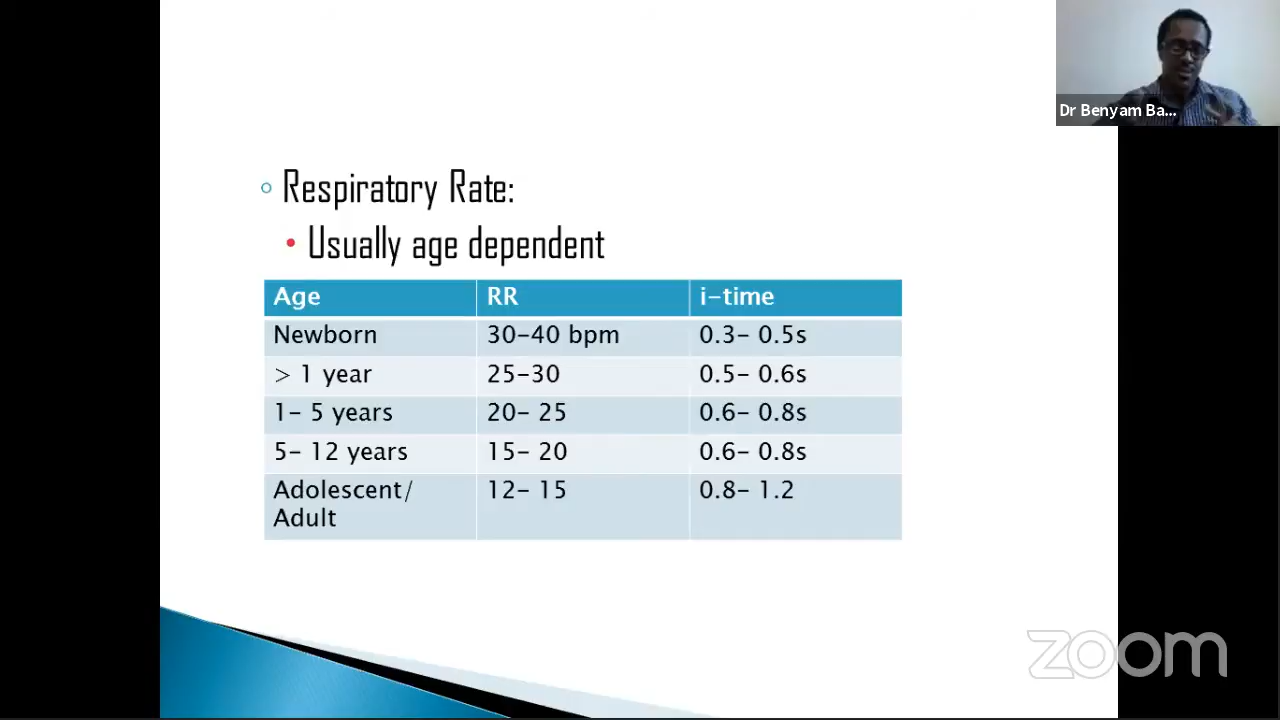 Dr Benyam Ba...
Respiratory Rate:
Usually age dependent
Age RR i-time
Newborn 30-40 bpm 0.3- 0.5s
> 1 year 25-30 0.5- 0.6s
1- 5 years 20- 25 0.6- 0.8s
5- 12 years 15- 20 0.6- 0.8s
Adolescent/ 12- 15 0.8- 1.2
Adult
zoom